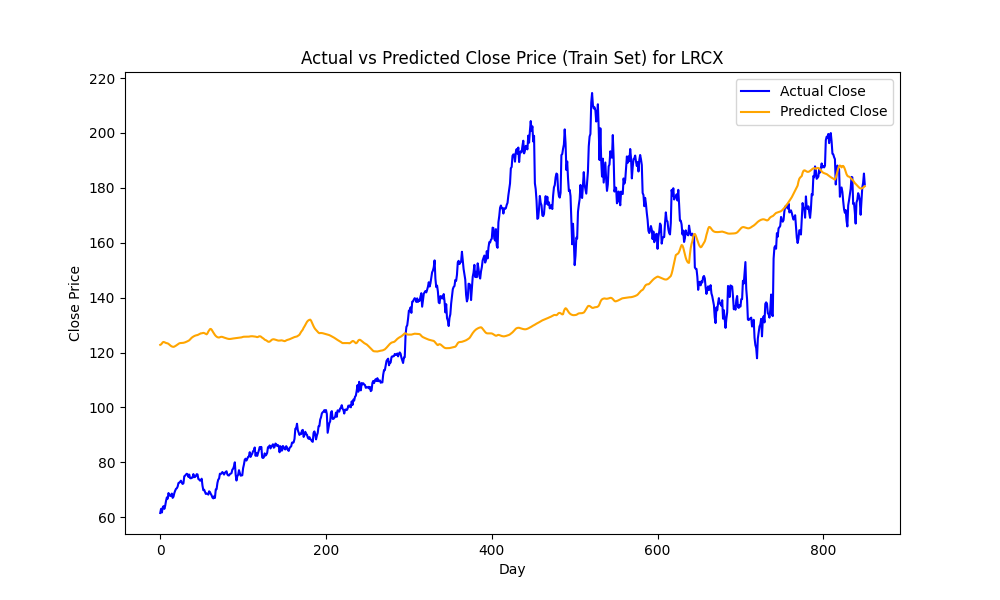 Actual vs Predicted Close Price (Train Set) for LRCX
Actual Close
Predicted Close
Close Price
220
200
180
160
140
120
100
80
60
0 200 400 600 800
Day